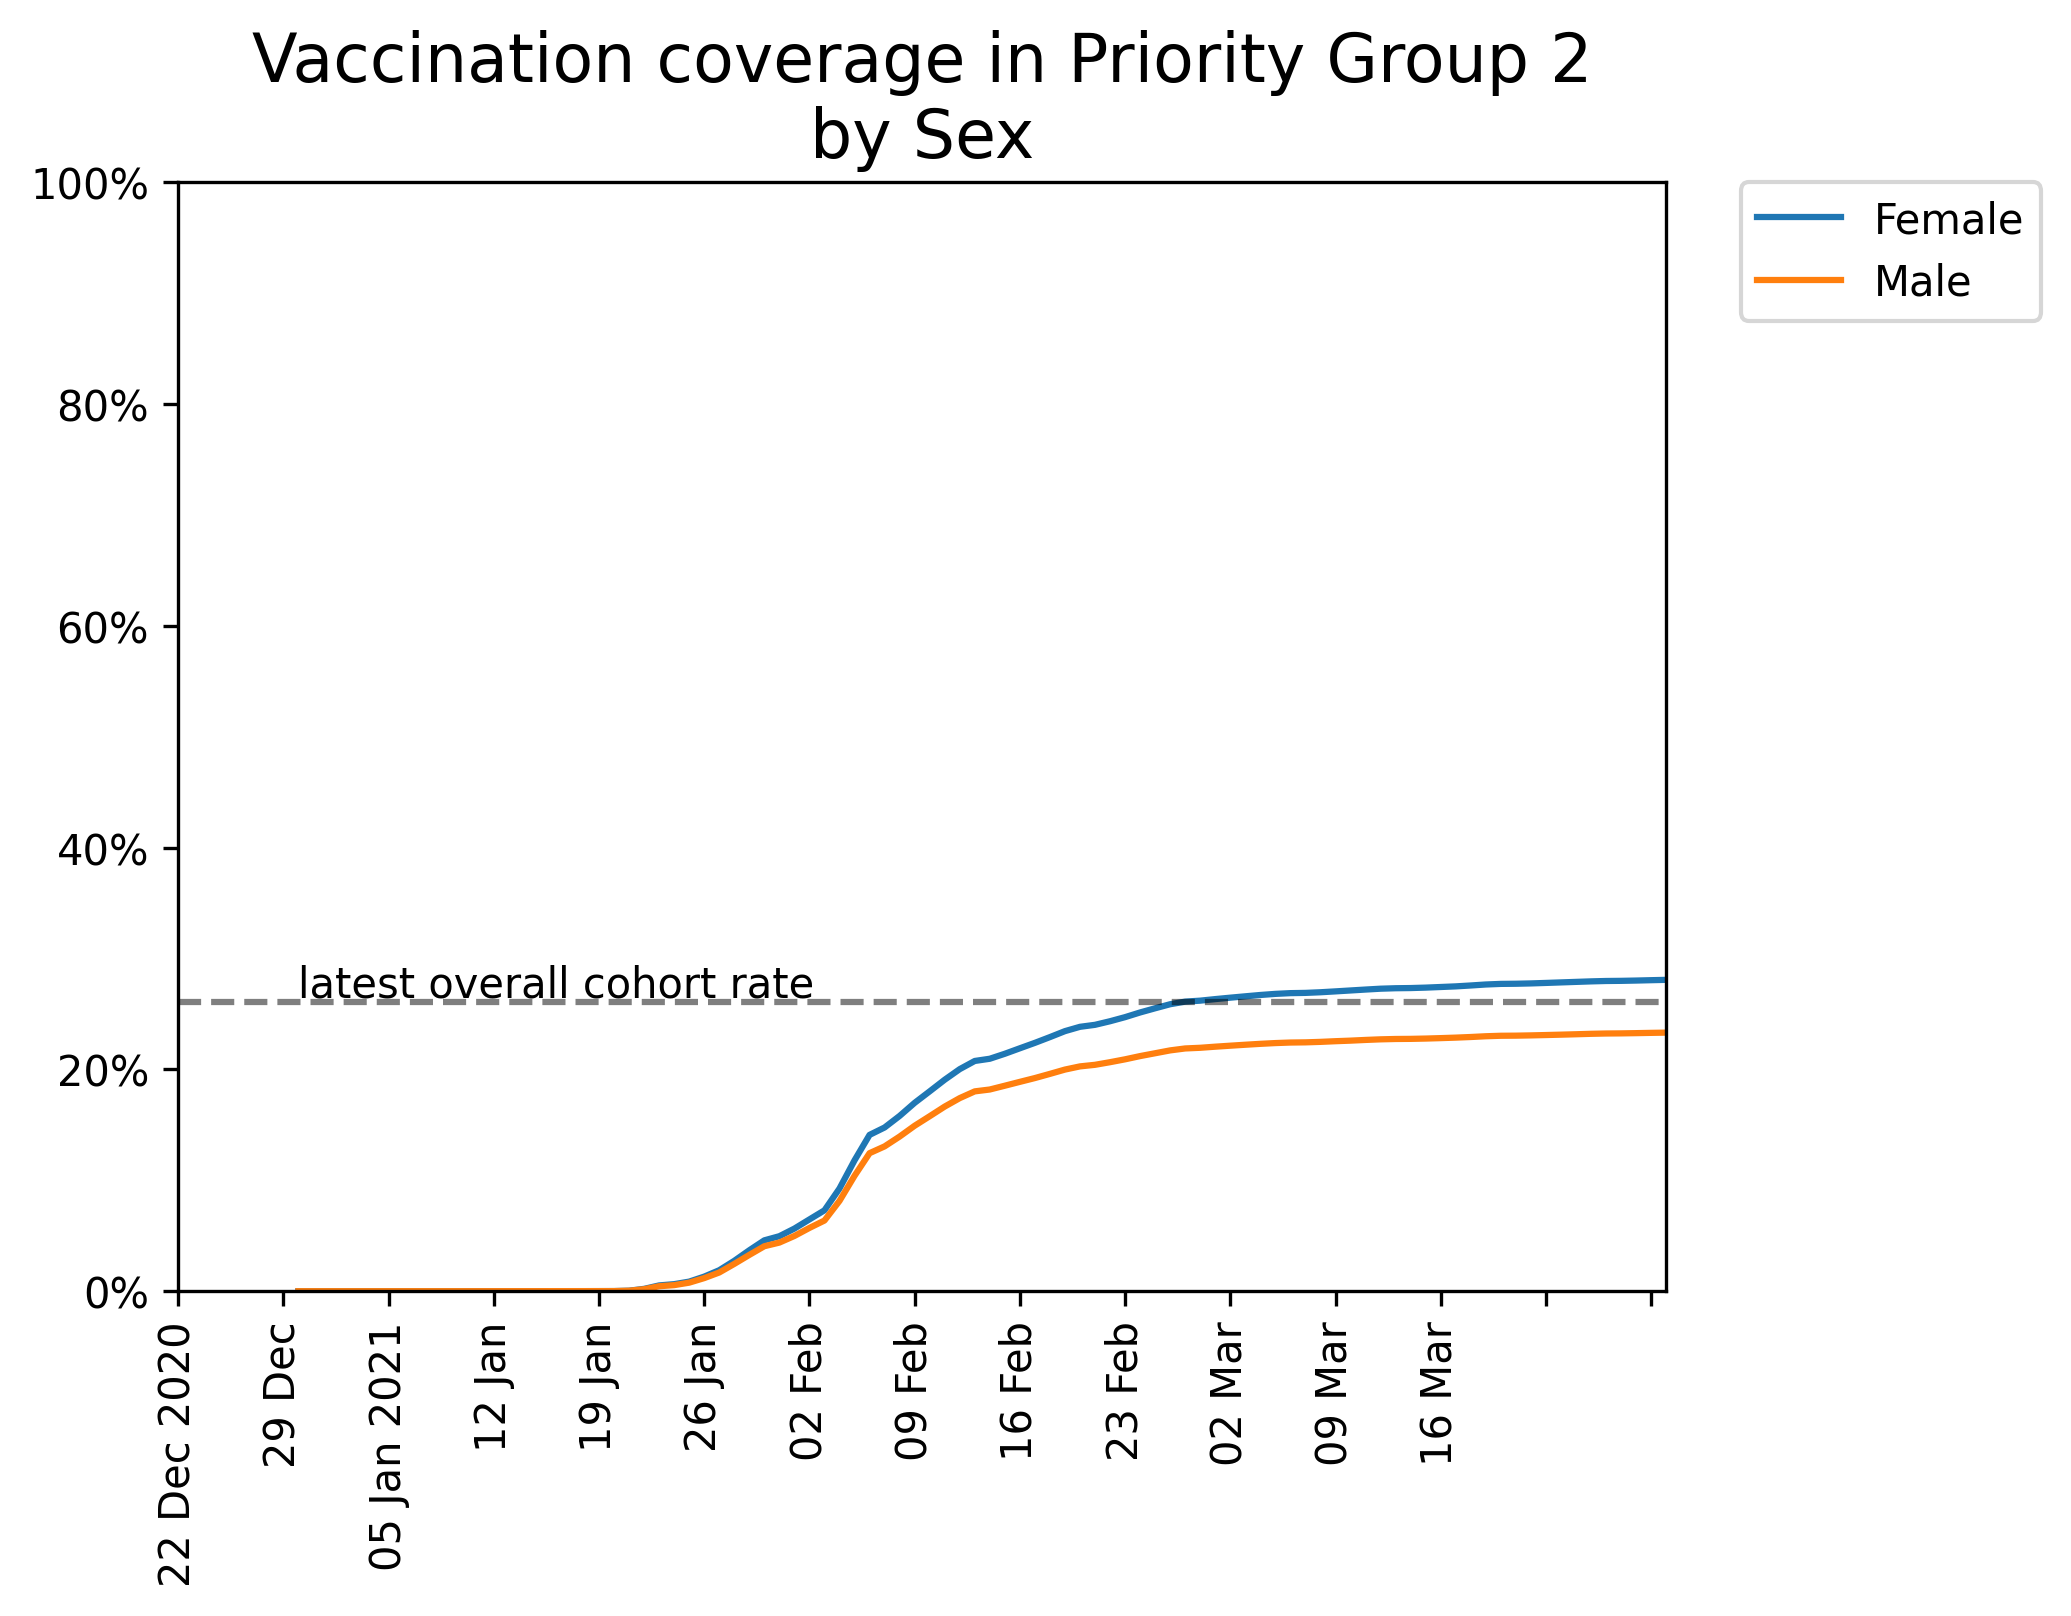 Vaccination coverage in Priority Group 2
by Sex
100%
80%
60%
40%
20%
0%
latest overall cohort rate
Female
Male
22 Dec 2020
29 Dec
05 Jan 2021
12 Jan
19 Jan
26 Jan
02 Feb
09 Feb
16 Feb
23 Feb
02 Mar
09 Mar
16 Mar